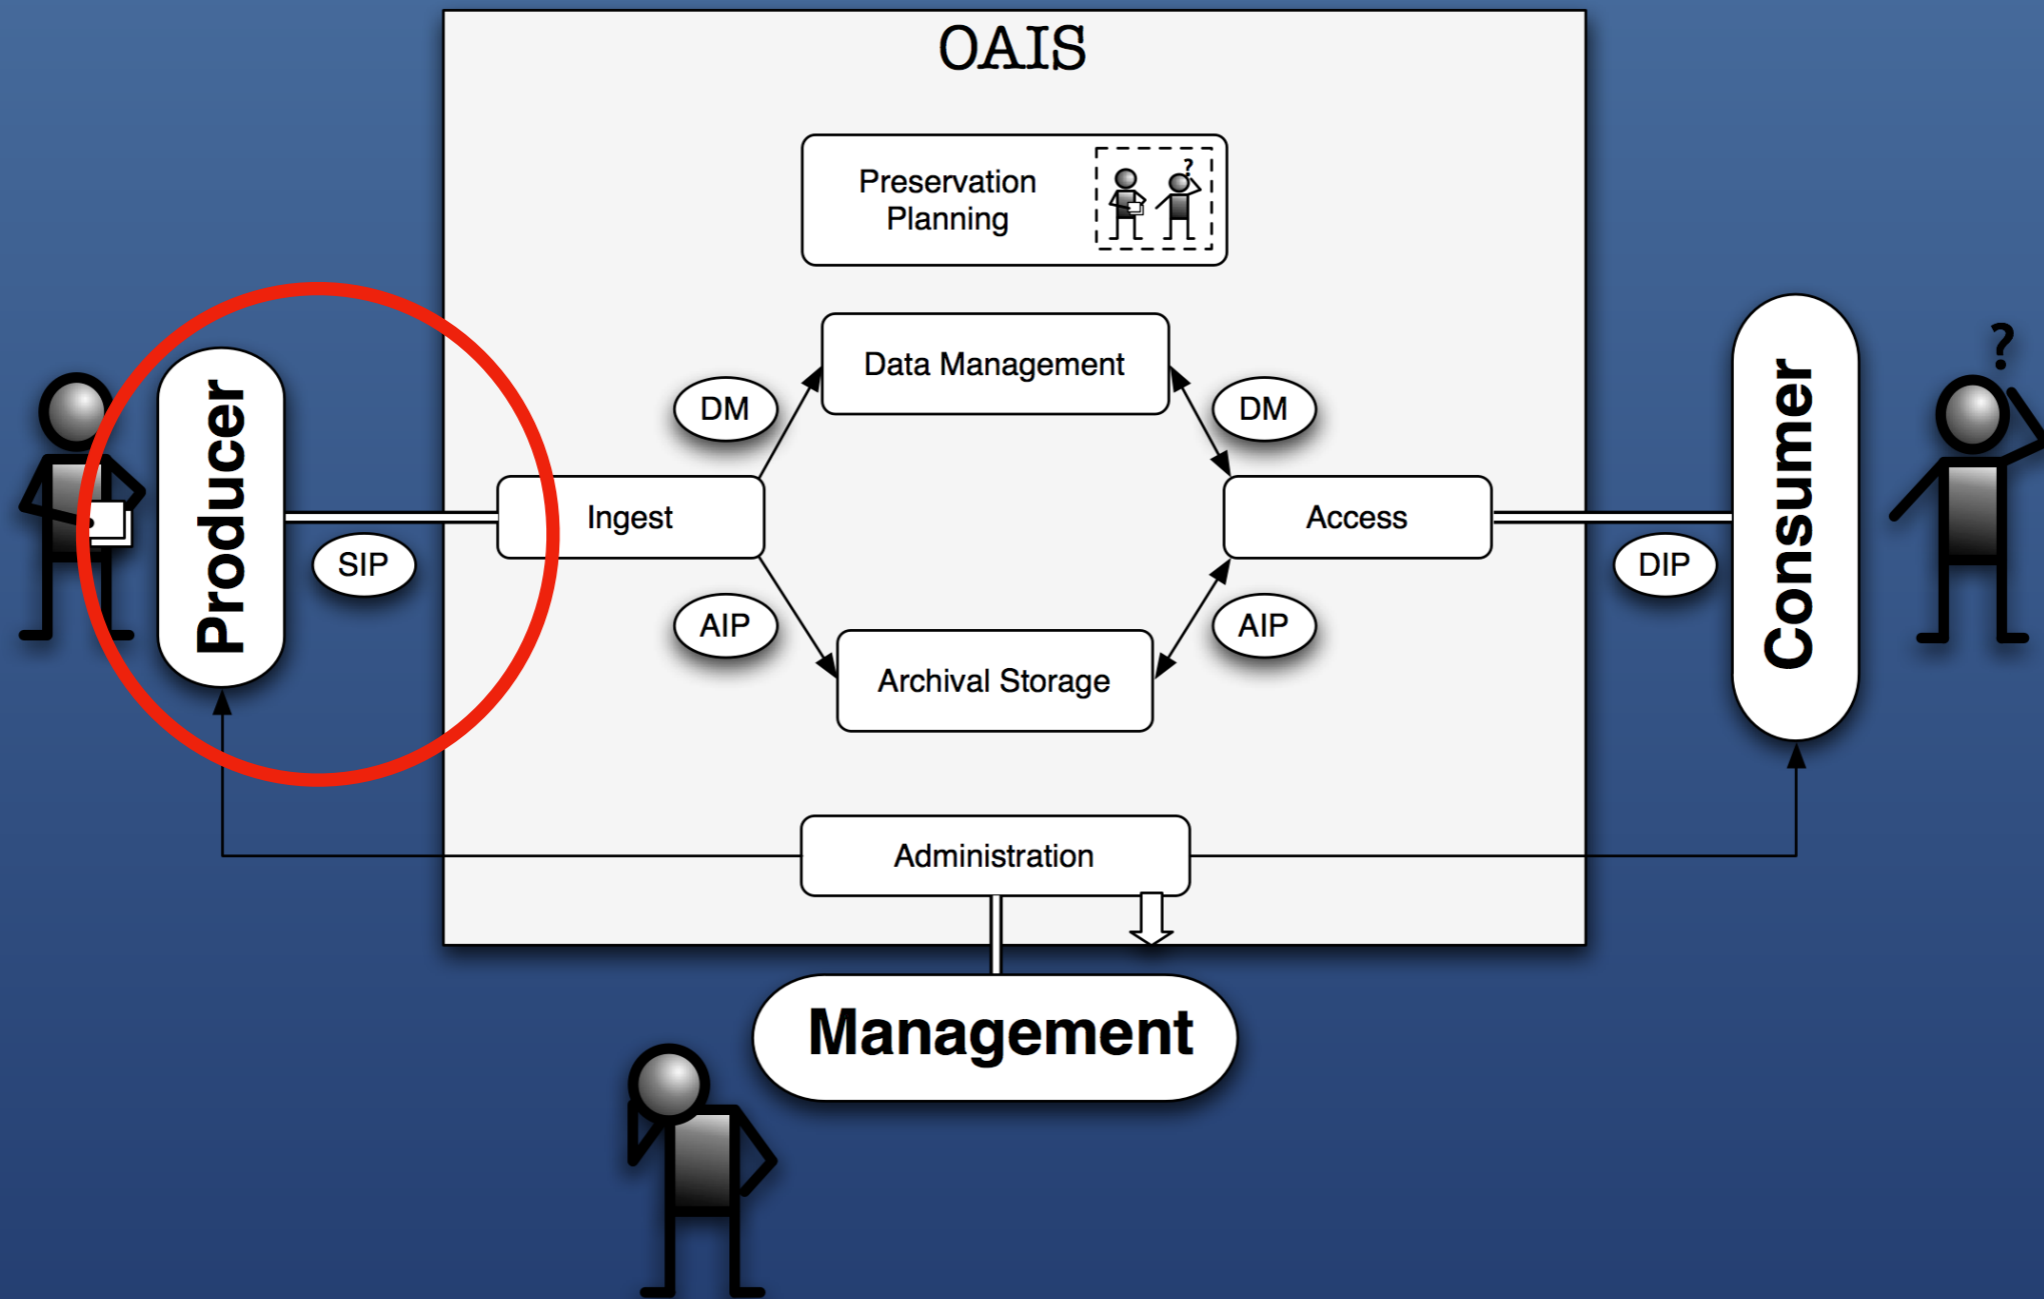 OAIS
Preservation
Planning
?
Data Management
DM
DM
Producer
SIP
Ingest
Access
DIP
Consumer
?
AIP
AIP
Archival Storage
Administration
Management